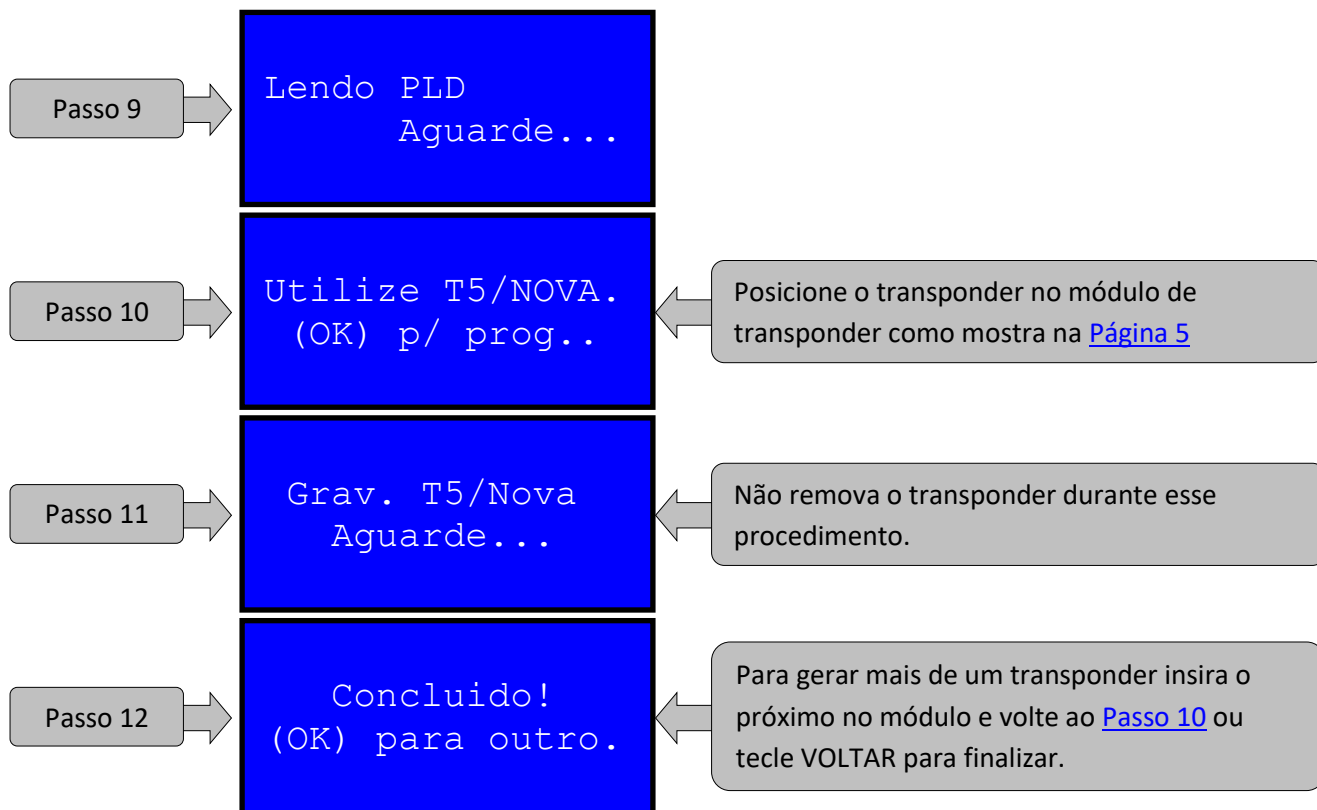 Passo 9
Lendo PLD
Aguarde...
Passo 10
Utilize T5/NOVA.
(OK) p/ prog..
Posicione o transponder no módulo de
transponder como mostra na Página 5
Passo 11
Grav. T5/Nova
Aguarde...
Não remova o transponder durante esse
procedimento.
Passo 12
Concluido!
(OK) para outro.
Para gerar mais de um transponder insira o
próximo no módulo e volte ao Passo 10 ou
tecle VOLTAR para finalizar.